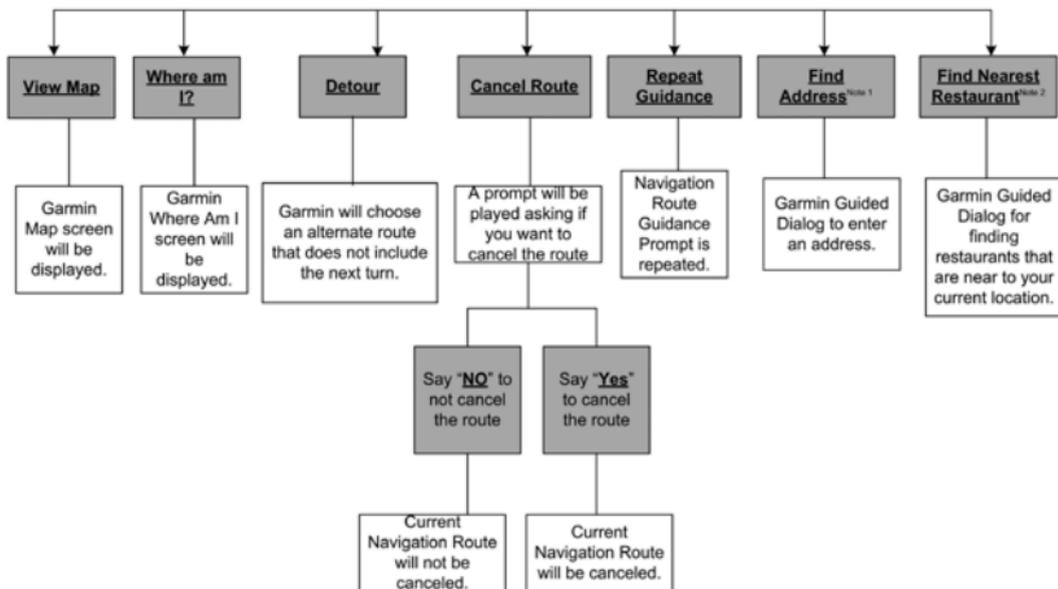 View Map
Where am
I?
Detour
Cancel Route
Repeat
Guidance
Find
Address Note 1
Find Nearest
Restaurant Note 2
Garmin
Map screen
will be
displayed.
Garmin
Where Am I
screen will
be
displayed.
Garmin will choose
an alternate route
that does not include
the next turn.
A prompt will be
played asking if
you want to
cancel the route
Navigation
Route
Guidance
Prompt is
repeated.
Garmin Guided
Dialog to enter
an address.
Garmin Guided
Dialog for
finding
restaurants that
are near to your
current location.
Say “NO” to
not cancel
the route
Say “Yes”
to cancel
the route
Current
Navigation Route
will not be
canceled.
Current
Navigation Route
will be canceled.